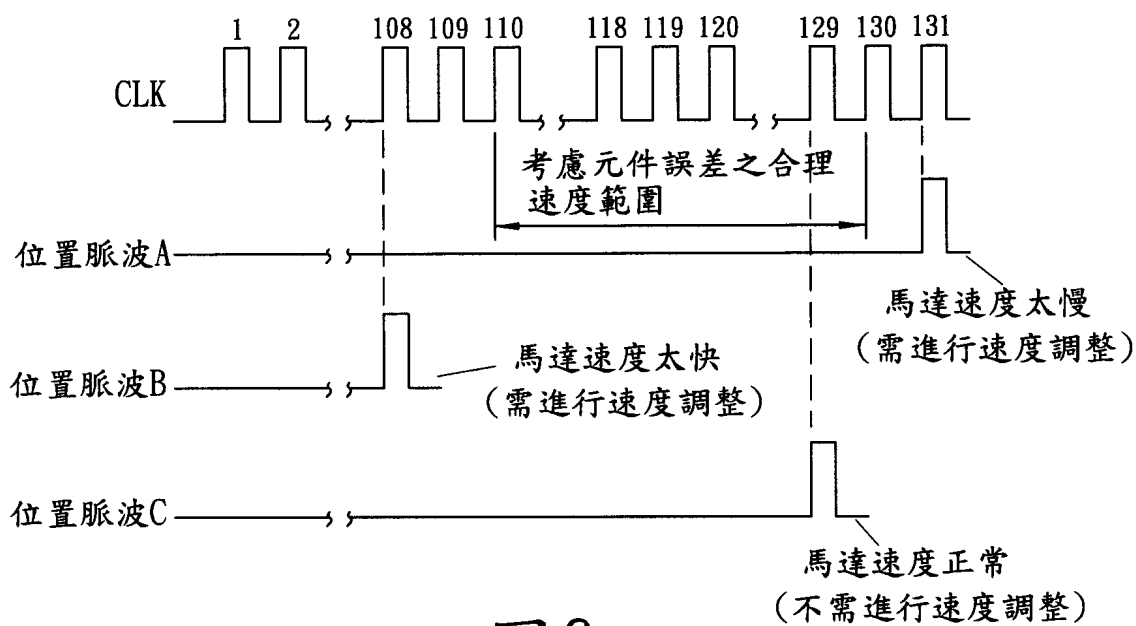 1 2 108 109 110 118 119 120 129 130 131
CLK
考慮元件誤差之合理
速度範圍
位置脈波A
馬達速度太慢
(需進行速度調整)
位置脈波B
馬達速度太快
(需進行速度調整)
位置脈波C
馬達速度正常
(不需進行速度調整)